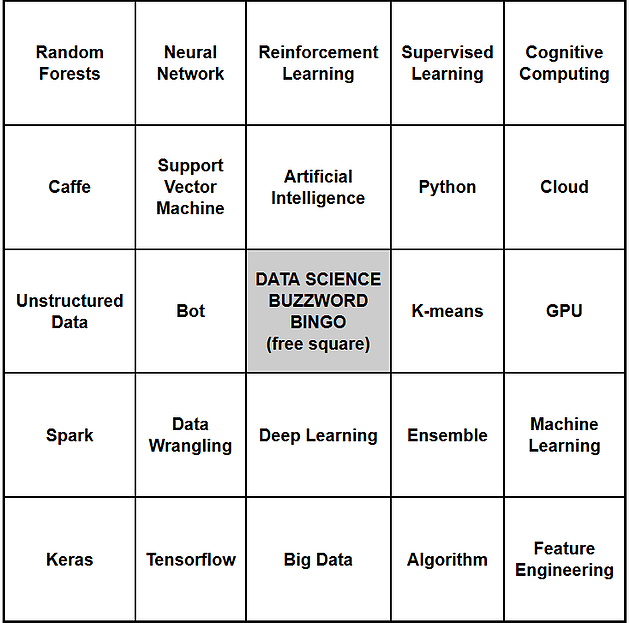 Random
Forests
Neural
Network
Reinforcement
Learning
Supervised
Learning
Cognitive
Computing
Caffe
Support
Vector
Machine
Artificial
Intelligence
Python
Cloud
Unstructured
Data
Bot
DATA SCIENCE
BUZZWORD
BINGO
(free square)
K-means
GPU
Spark
Data
Wrangling
Deep Learning
Ensemble
Machine
Learning
Keras
Tensorflow
Big Data
Algorithm
Feature
Engineering